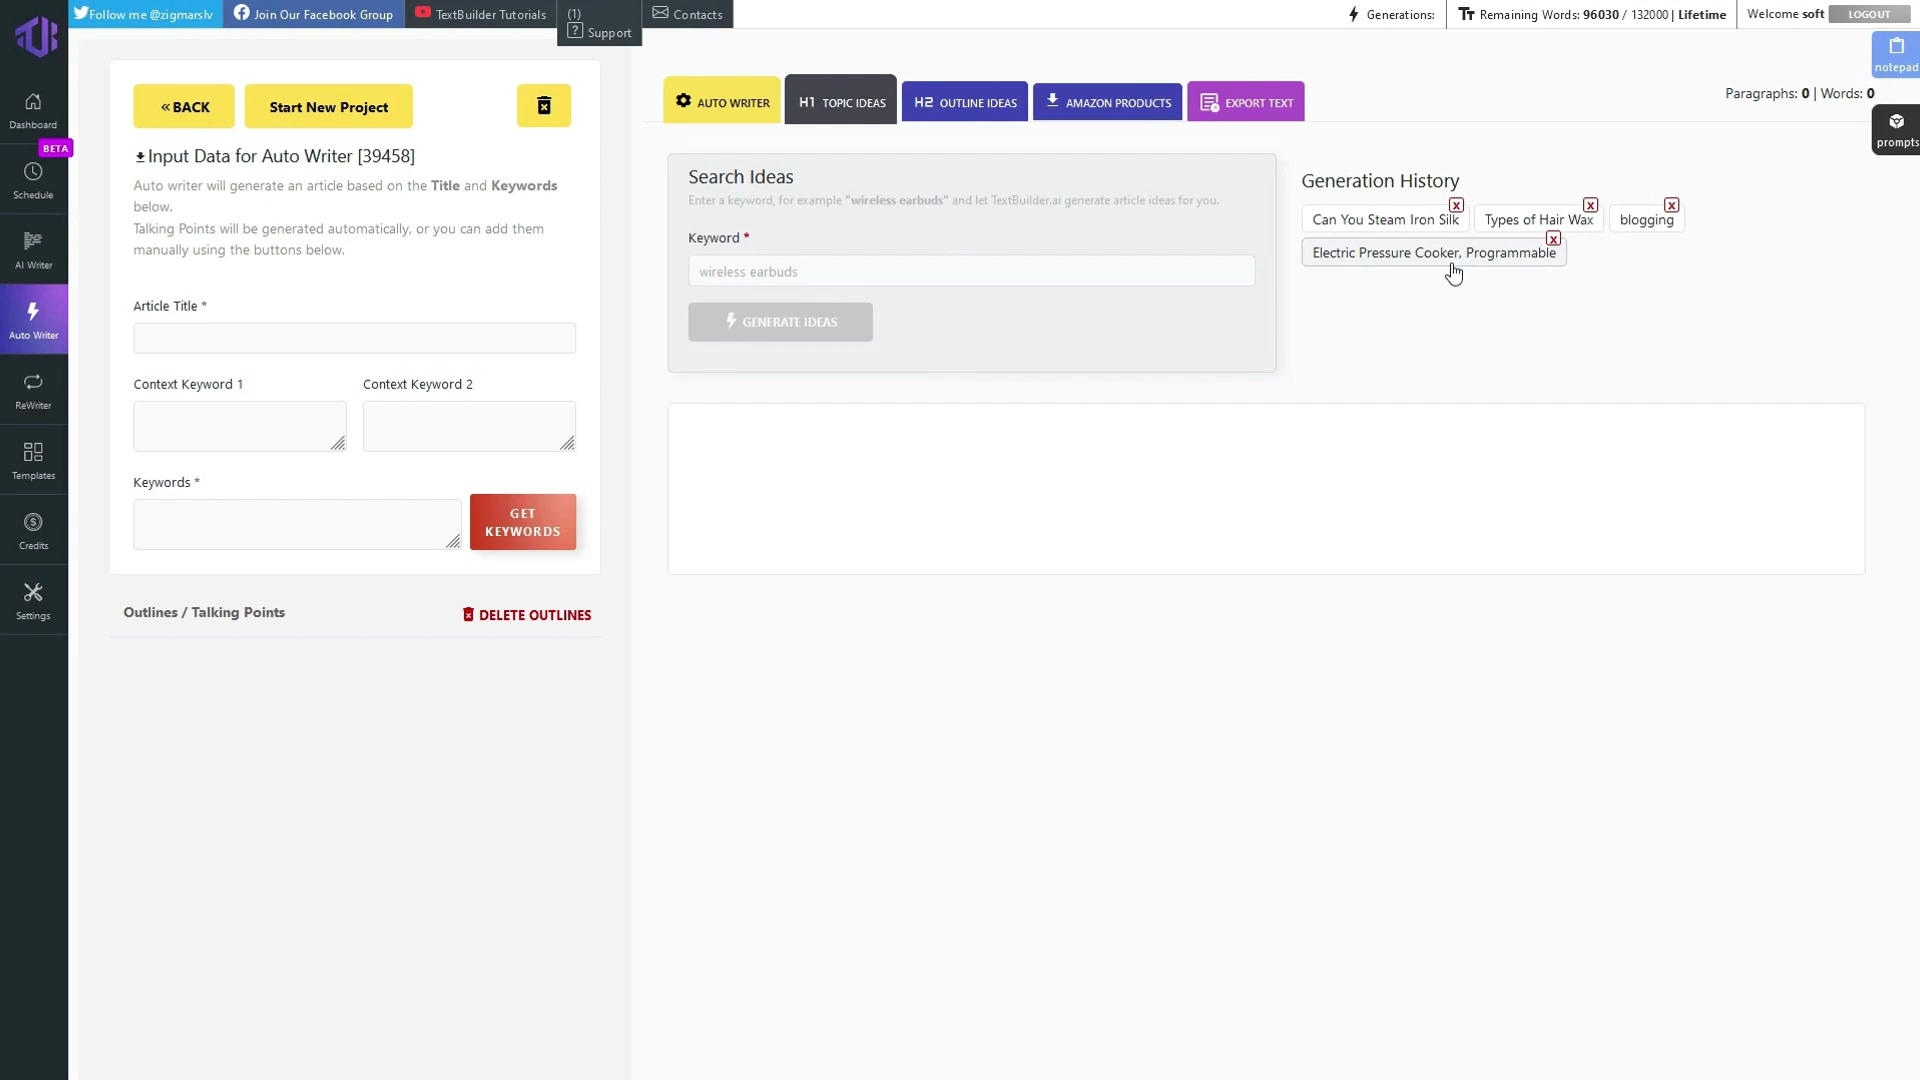 Follow me @zigmarslv
Join Our Facebook Group
TextBuilder Tutorials
(1)
Support
Contacts
Generations:
Remaining Words: 96030 / 132000 | Lifetime
Welcome soft
LOGOUT
notepad
prompts
Dashboard
BETA
Schedule
AI Writer
Auto Writer
ReWriter
Templates
Credits
Settings
« BACK
Start New Project
Input Data for Auto Writer [39458]
Auto writer will generate an article based on the Title and Keywords
below.
Talking Points will be generated automatically, or you can add them
manually using the buttons below.
Article Title *
Context Keyword 1
Context Keyword 2
Keywords *
GET
KEYWORDS
Outlines / Talking Points
DELETE OUTLINES
AUTO WRITER
H1 TOPIC IDEAS
H2 OUTLINE IDEAS
AMAZON PRODUCTS
EXPORT TEXT
Paragraphs: 0 | Words: 0
Search Ideas
Enter a keyword, for example "wireless earbuds" and let TextBuilder.ai generate article ideas for you.
Keyword *
wireless earbuds
GENERATE IDEAS
Generation History
Can You Steam Iron Silk
x
Types of Hair Wax
x
blogging
x
Electric Pressure Cooker, Programmable
x